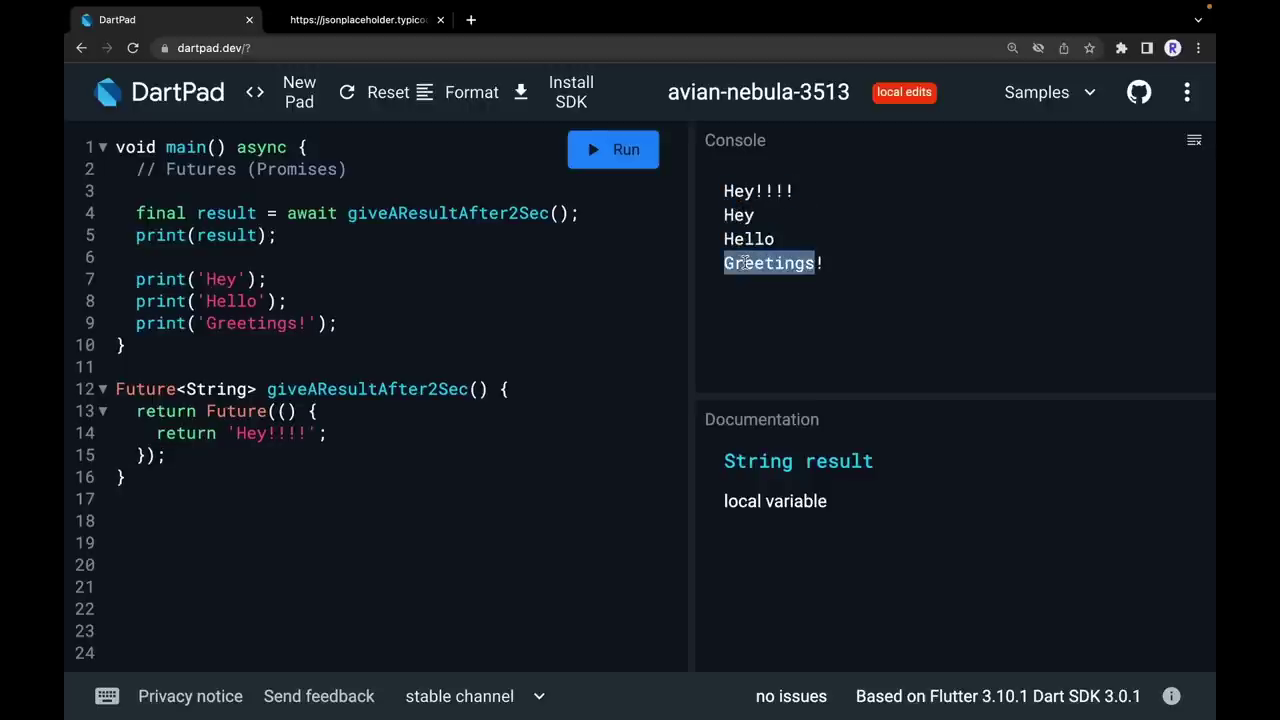 DartPad
https://jsonplaceholder.typico
dartpad.dev/?
R
DartPad
<>
New Pad
Reset
Format
Install SDK
avian-nebula-3513
local edits
Samples
1 void main() async {
2 // Futures (Promises)
3
4 final result = await giveAResultAfter2Sec();
5 print(result);
6
7 print('Hey');
8 print('Hello');
9 print('Greetings!');
10 }
11
12 Future<String> giveAResultAfter2Sec() {
13 return Future(() {
14 return 'Hey!!!!';
15 });
16 }
17
18
19
20
21
22
23
24
Run
Console
Hey!!!!
Hey
Hello
Greetings!
Documentation
String result
local variable
Privacy notice
Send feedback
stable channel
no issues
Based on Flutter 3.10.1 Dart SDK 3.0.1